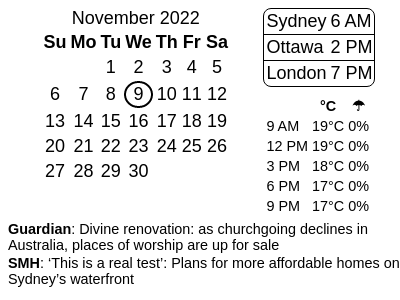 November 2022
Su Mo Tu We Th Fr Sa
1 2 3 4 5
6 7 8 9 10 11 12
13 14 15 16 17 18 19
20 21 22 23 24 25 26
27 28 29 30
Sydney 6 AM
Ottawa 2 PM
London 7 PM
°C ☂
9 AM 19°C 0%
12 PM 19°C 0%
3 PM 18°C 0%
6 PM 17°C 0%
9 PM 17°C 0%
Guardian: Divine renovation: as churchgoing declines in
Australia, places of worship are up for sale
SMH: ‘This is a real test’: Plans for more affordable homes on
Sydney’s waterfront